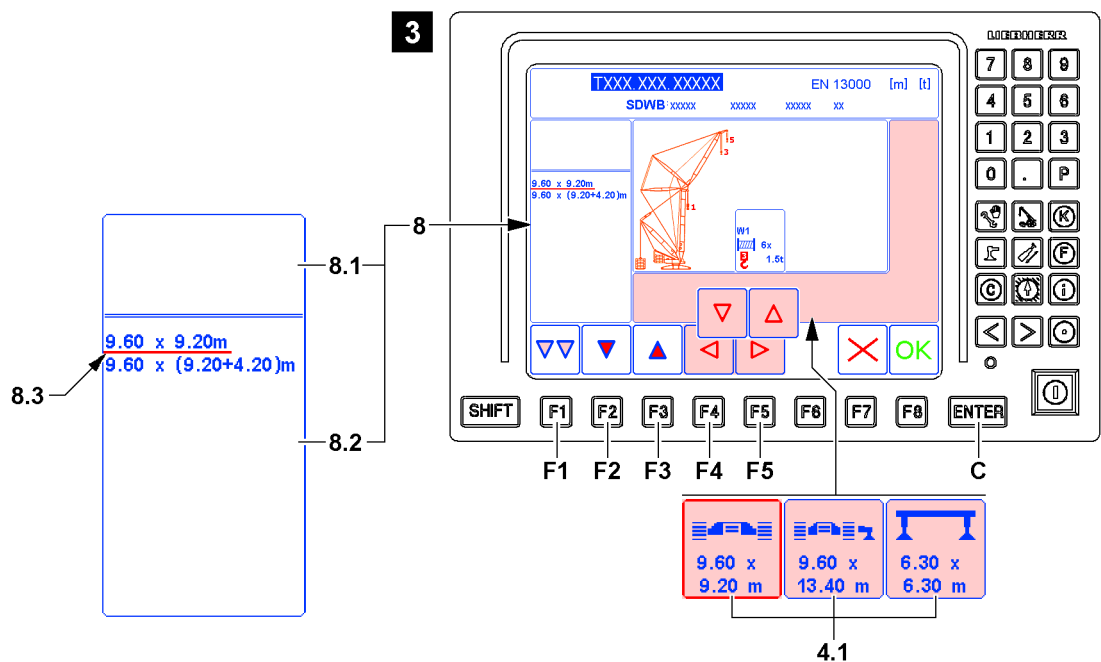 3
LIEBHERR
TXXX.XXX.XXXXX
EN 13000 [m] [t]
SDWB: xxxxx xxxxx xxxxx xx
9.60 x 9.20m
9.60 x (9.20+4.20)m
5
3
1
2
W1
6x
3
1.5t
OK
7 8 9
4 5 6
1 2 3
0 . P
K
F
C i
< >
SHIFT F1 F2 F3 F4 F5 F6 F7 F8 ENTER
F1 F2 F3 F4 F5 C
8
8.1
9.60 x 9.20m
9.60 x (9.20+4.20)m
8.3
8.2
9.60 x
9.20 m
9.60 x
13.40 m
6.30 x
6.30 m
4.1